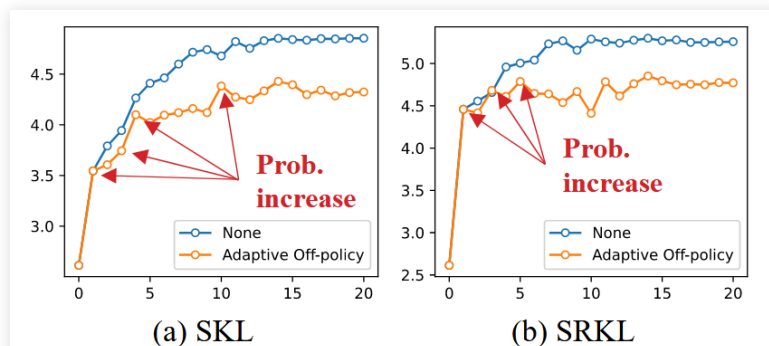 4.5
4.0
3.5
3.0
Prob.
increase
None
Adaptive Off-policy
0 5 10 15 20
(a) SKL
5.0
4.5
4.0
3.5
3.0
2.5
Prob.
increase
None
Adaptive Off-policy
0 5 10 15 20
(b) SRKL